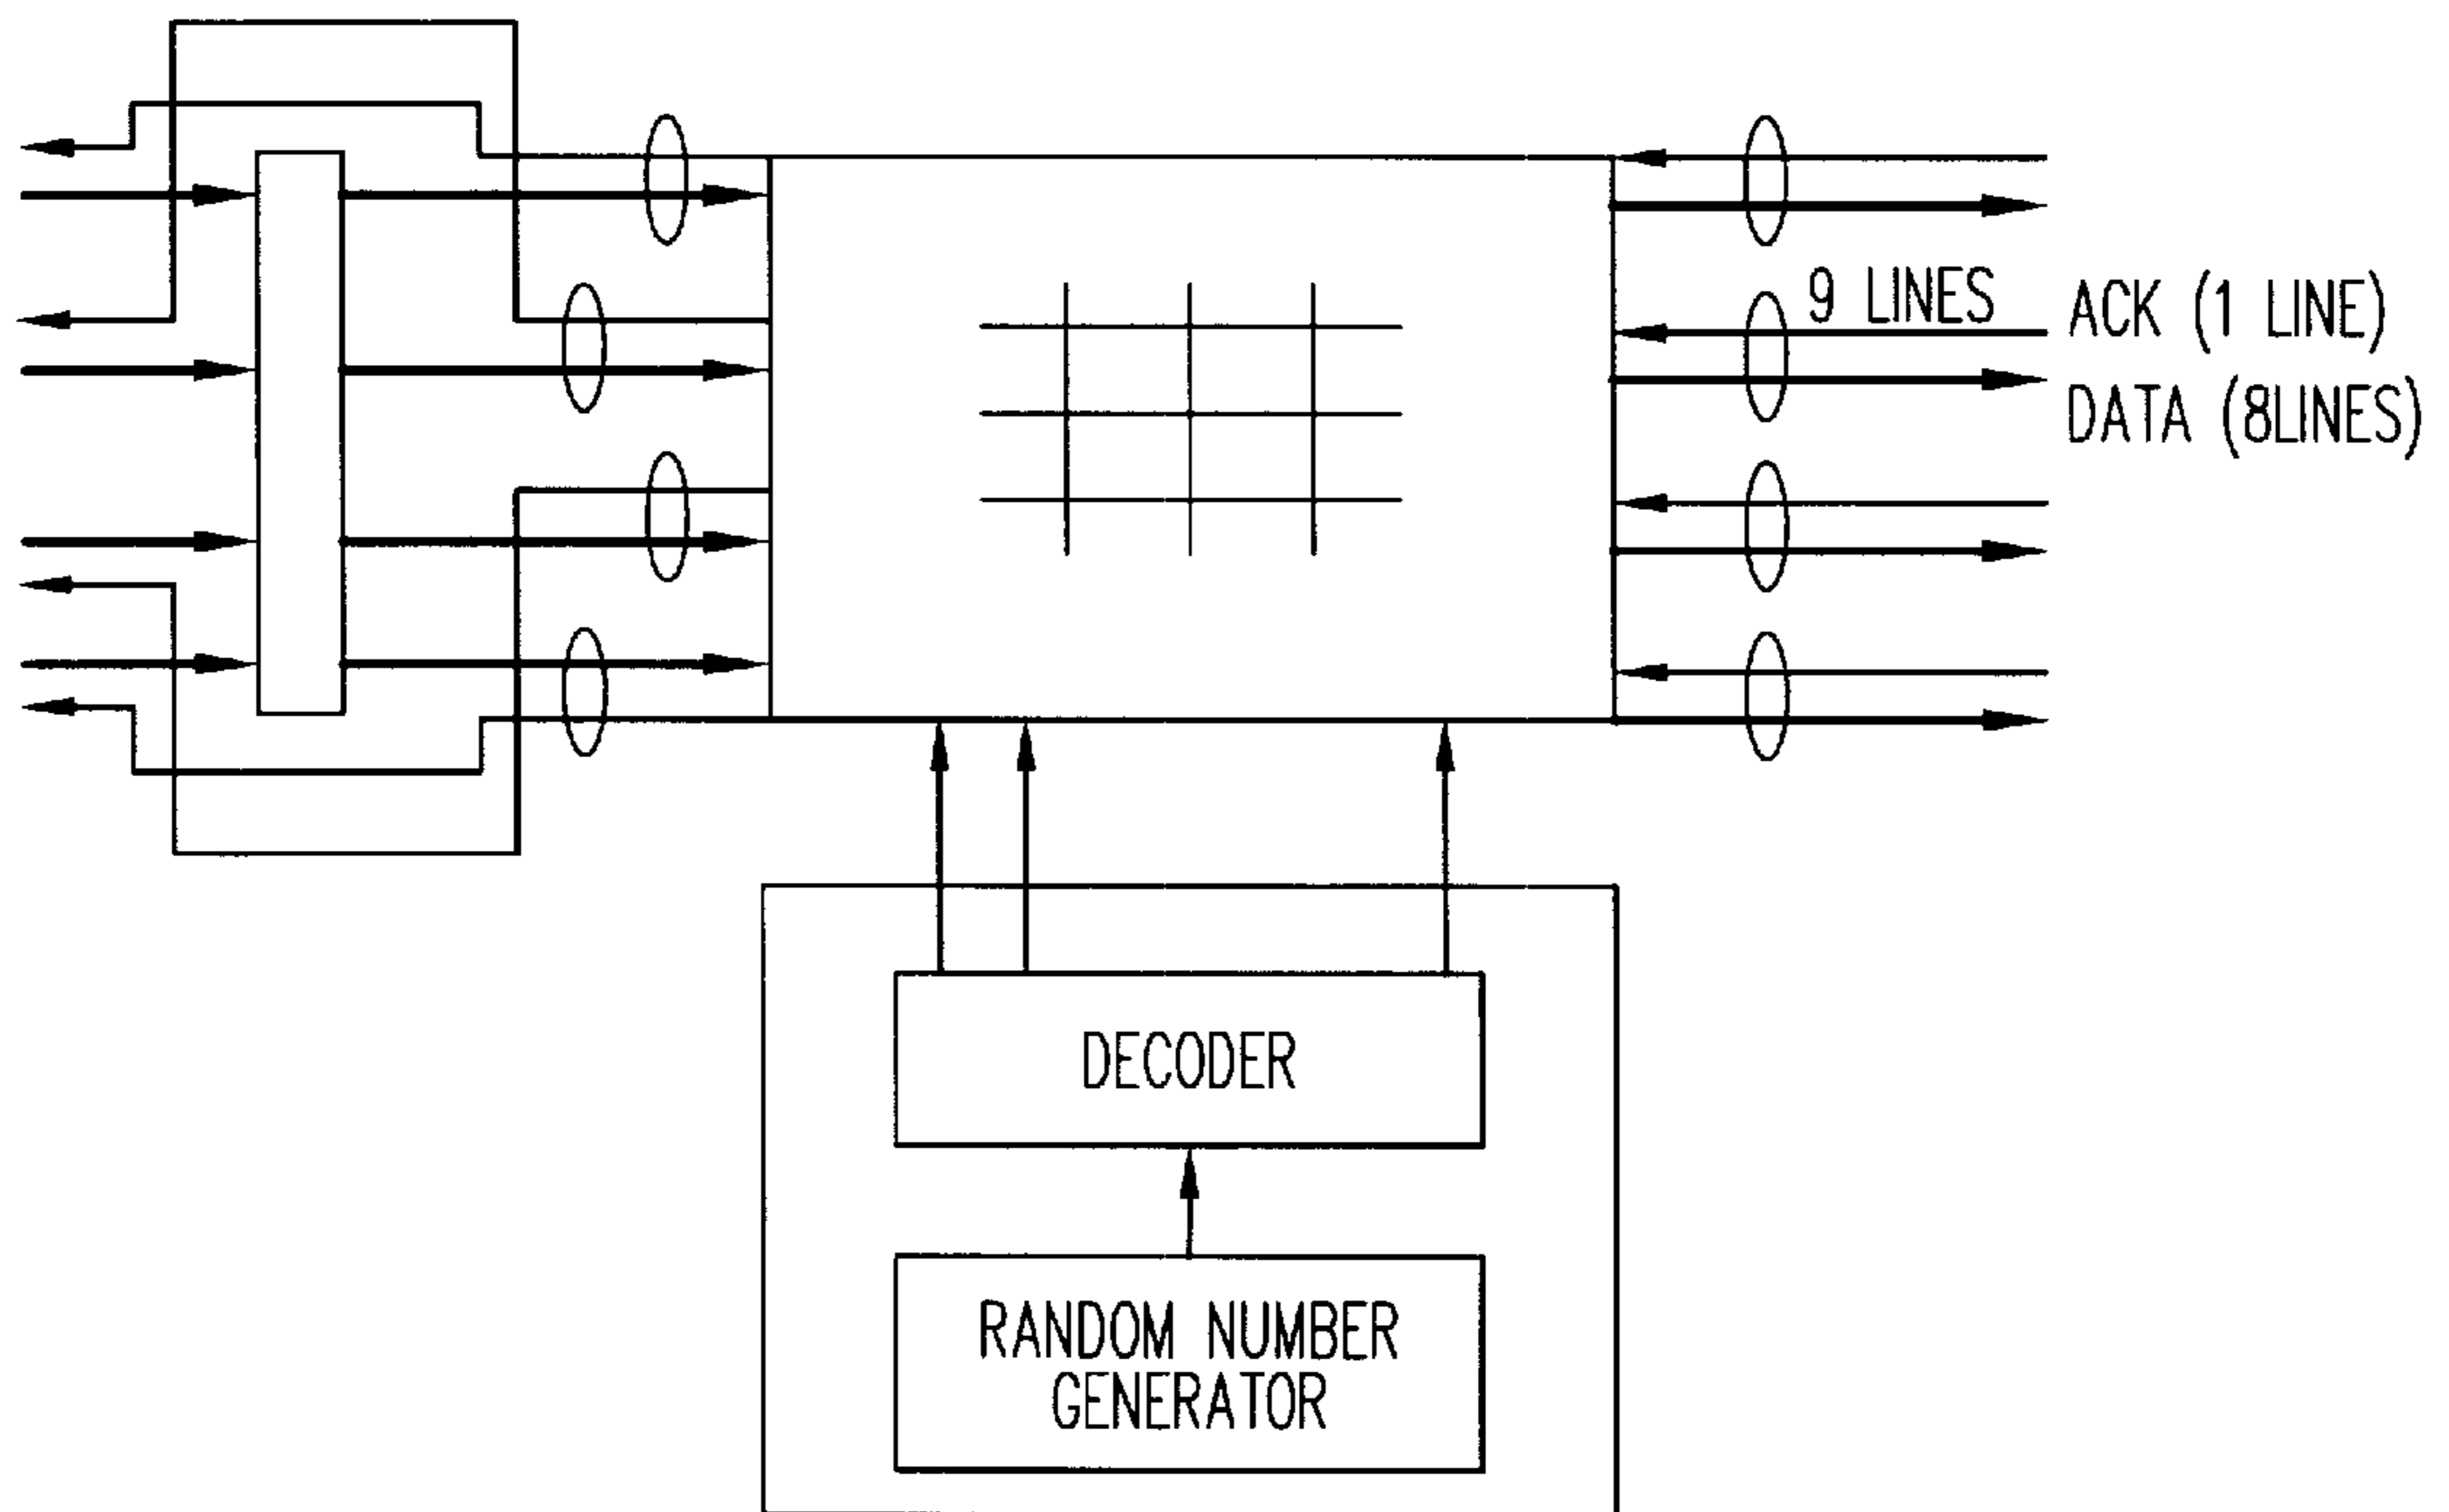 9 LINES
ACK (1 LINE)
DATA (8LINES)
DECODER
RANDOM NUMBER
GENERATOR